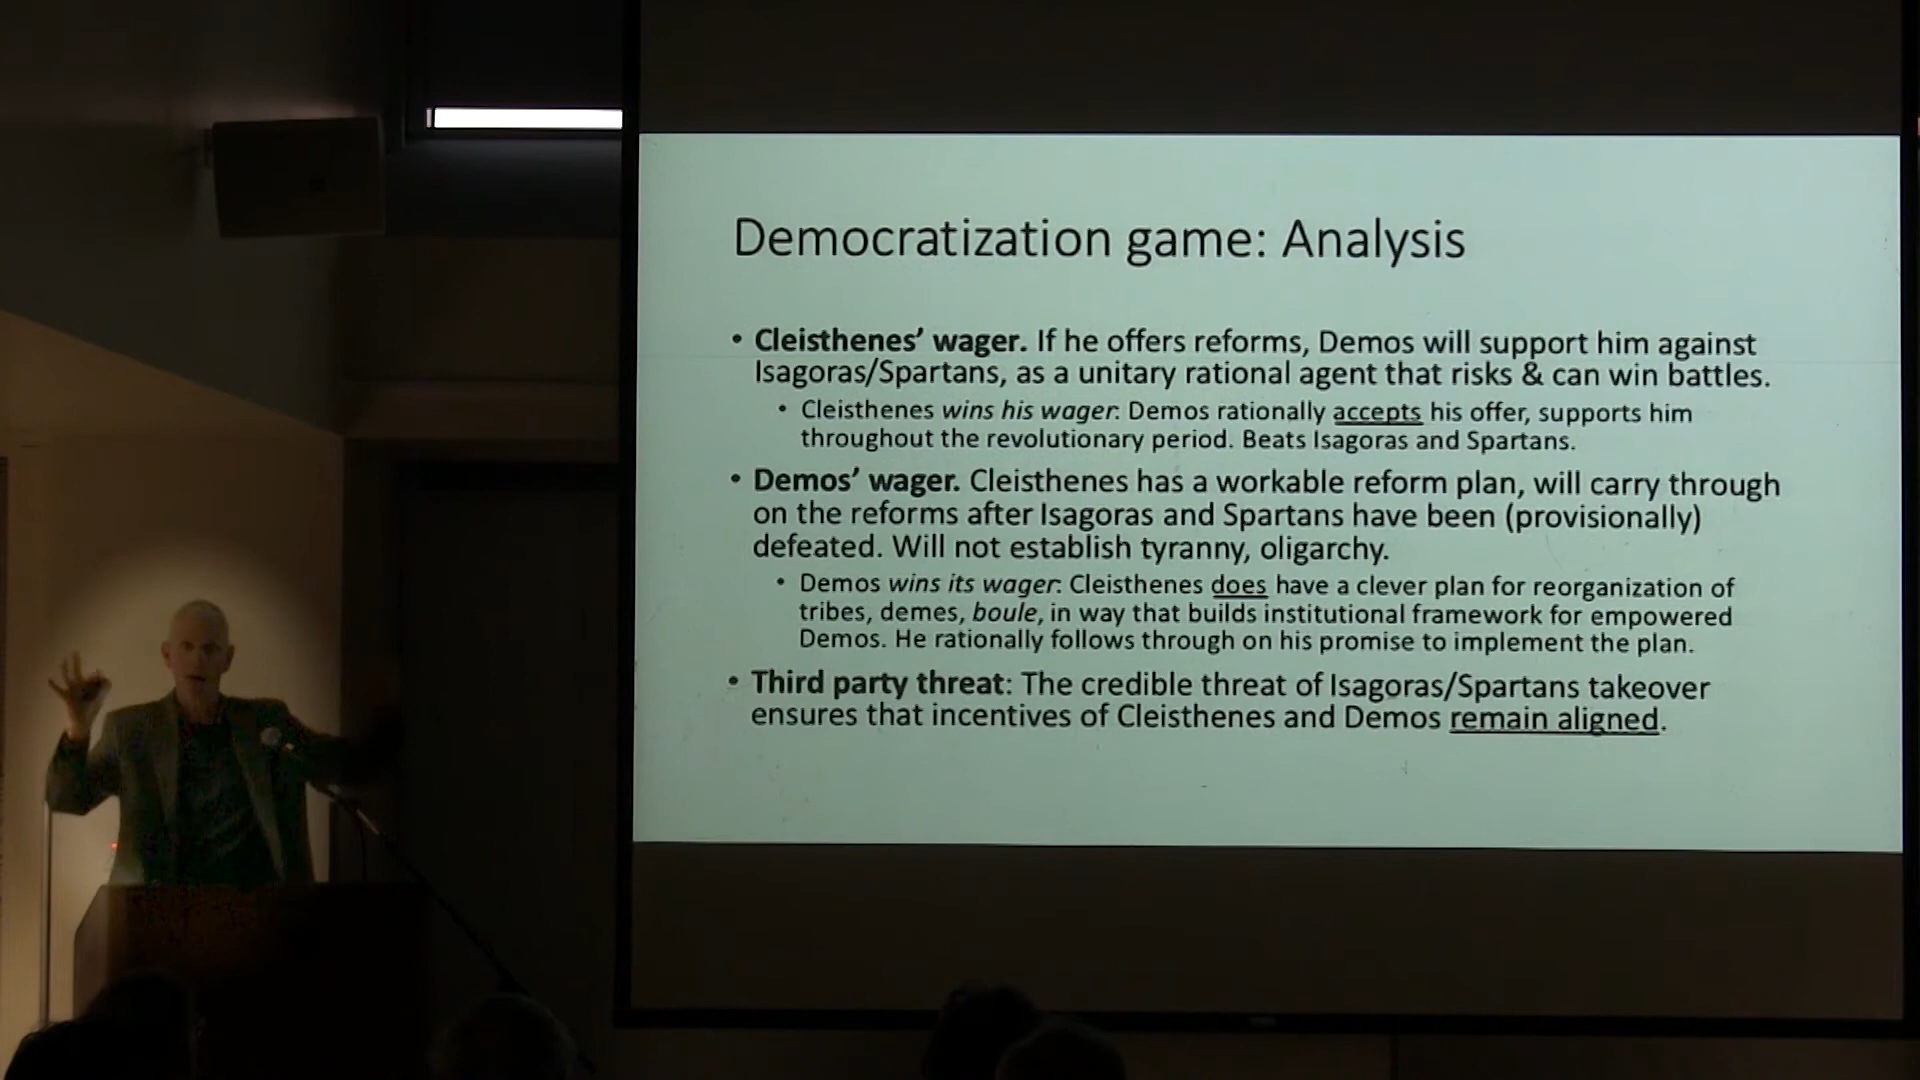 Democratization game: Analysis
• Cleisthenes’ wager. If he offers reforms, Demos will support him against
Isagoras/Spartans, as a unitary rational agent that risks & can win battles.
• Cleisthenes wins his wager: Demos rationally accepts his offer, supports him
throughout the revolutionary period. Beats Isagoras and Spartans.
• Demos’ wager. Cleisthenes has a workable reform plan, will carry through
on the reforms after Isagoras and Spartans have been (provisionally)
defeated. Will not establish tyranny, oligarchy.
• Demos wins its wager: Cleisthenes does have a clever plan for reorganization of
tribes, demes, boule, in way that builds institutional framework for empowered
Demos. He rationally follows through on his promise to implement the plan.
• Third party threat: The credible threat of Isagoras/Spartans takeover
ensures that incentives of Cleisthenes and Demos remain aligned.